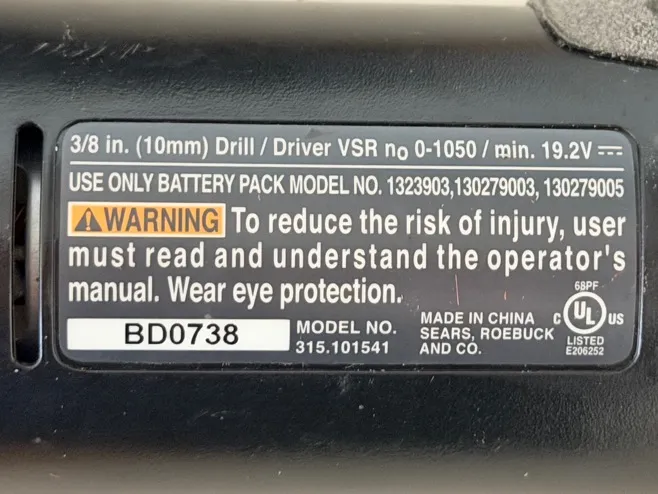 3/8 in. (10mm) Drill / Driver VSR no 0-1050 / min. 19.2V ⎓
USE ONLY BATTERY PACK MODEL NO. 1323903,130279003, 130279005
⚠WARNING To reduce the risk of injury, user
must read and understand the operator's
manual. Wear eye protection.
BD0738
MODEL NO.
315.101541
MADE IN CHINA
SEARS, ROEBUCK
AND CO.
68PF
C UL US
LISTED
E206252